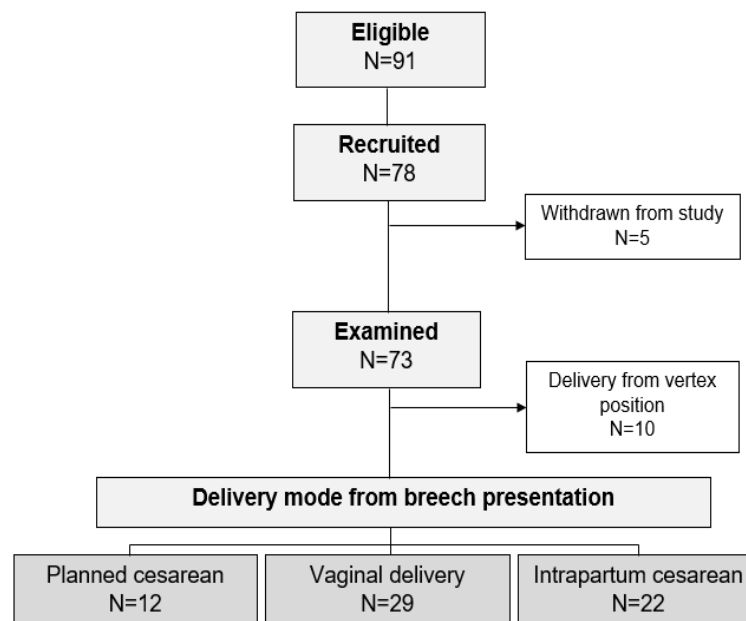 Eligible
N=91
Recruited
N=78
Withdrawn from study
N=5
Examined
N=73
Delivery from vertex
position
N=10
Delivery mode from breech presentation
Planned cesarean
N=12
Vaginal delivery
N=29
Intrapartum cesarean
N=22